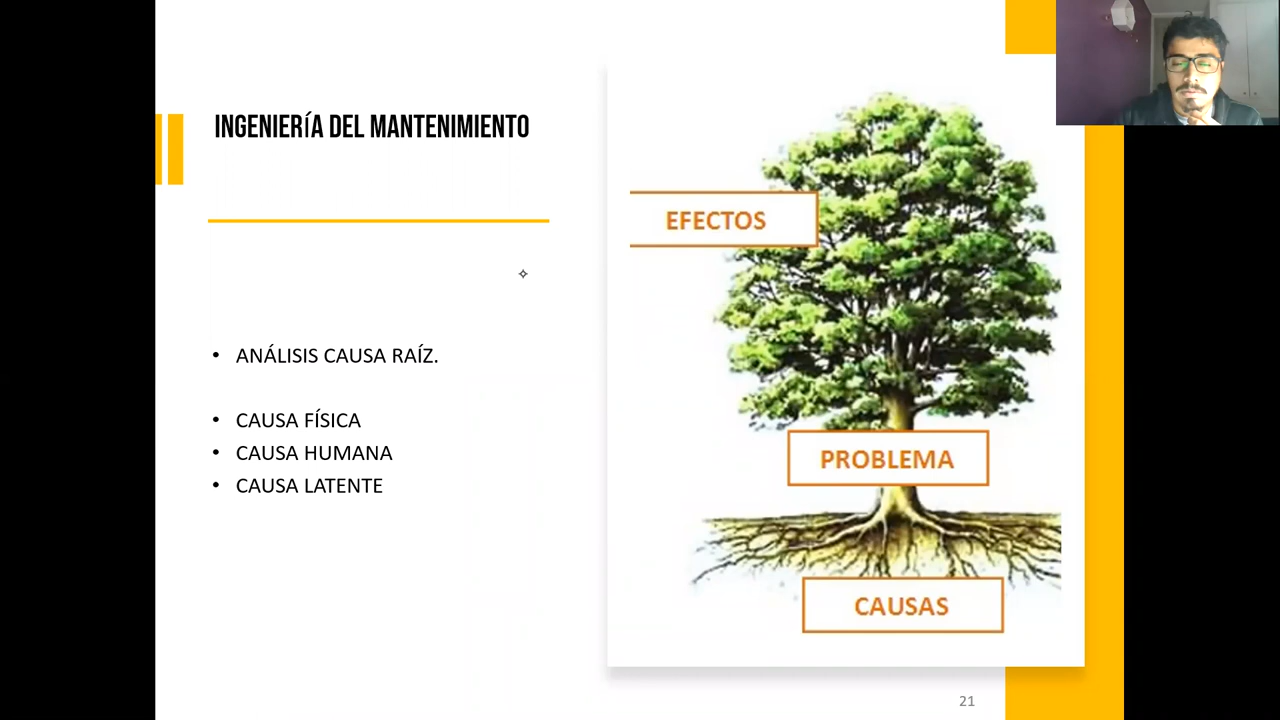 INGENIERÍA DEL MANTENIMIENTO
• ANÁLISIS CAUSA RAÍZ.
• CAUSA FÍSICA
• CAUSA HUMANA
• CAUSA LATENTE
EFECTOS
PROBLEMA
CAUSAS
21